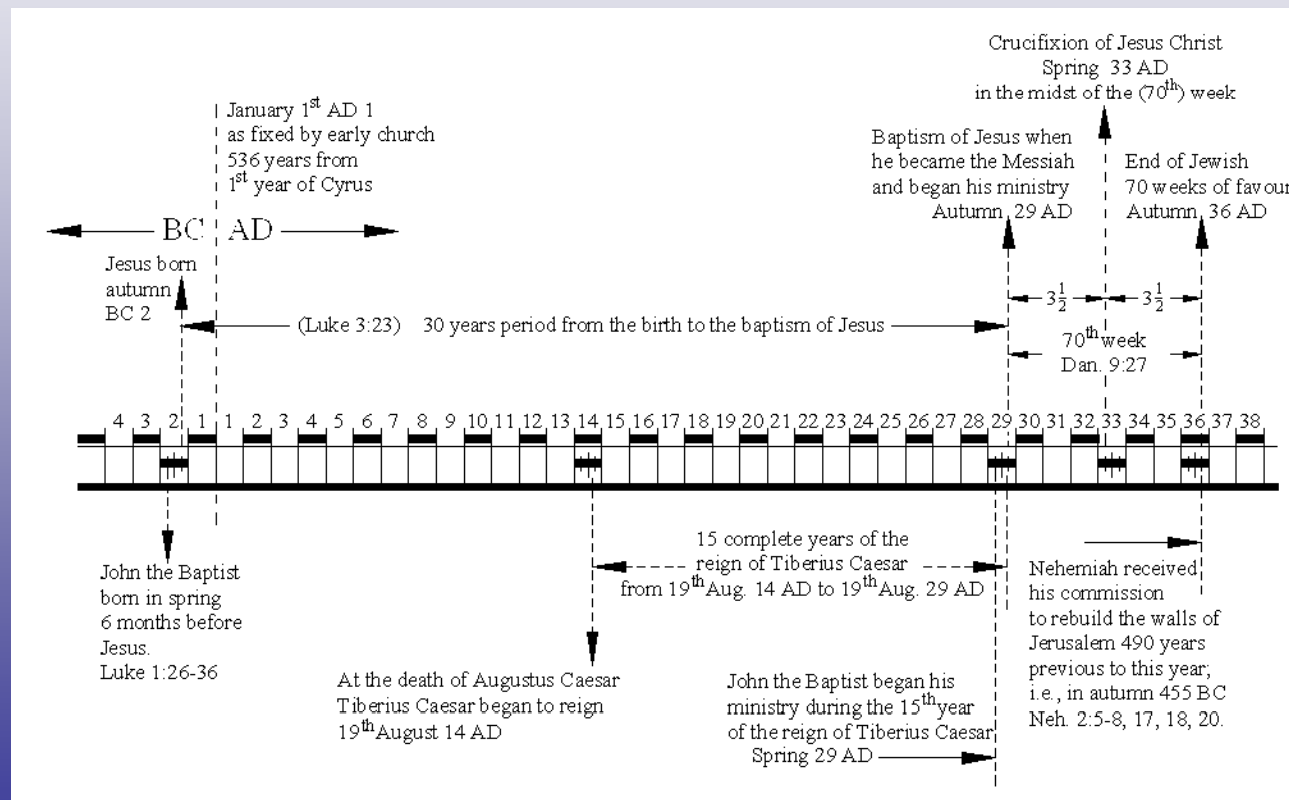 Crucifixion of Jesus Christ
Spring 33 AD
in the midst of the (70th) week
January 1st AD 1
as fixed by early church
536 years from
1st year of Cyrus
Baptism of Jesus when
he became the Messiah
and began his ministry
Autumn 29 AD
End of Jewish
70 weeks of favour
Autumn 36 AD
BC AD
Jesus born
autumn
BC 2
3 1/2 3 1/2
(Luke 3:23) 30 years period from the birth to the baptism of Jesus
70th week
Dan. 9:27
4 3 2 1 1 2 3 4 5 6 7 8 9 10 11 12 13 14 15 16 17 18 19 20 21 22 23 24 25 26 27 28 29 30 31 32 33 34 35 36 37 38
15 complete years of the
reign of Tiberius Caesar
from 19th Aug. 14 AD to 19th Aug. 29 AD
John the Baptist
born in spring
6 months before
Jesus.
Luke 1:26-36
At the death of Augustus Caesar
Tiberius Caesar began to reign
19th August 14 AD
John the Baptist began his
ministry during the 15th year
of the reign of Tiberius Caesar
Spring 29 AD
Nehemiah received
his commission
to rebuild the walls of
Jerusalem 490 years
previous to this year;
i.e., in autumn 455 BC
Neh. 2:5-8, 17, 18, 20.